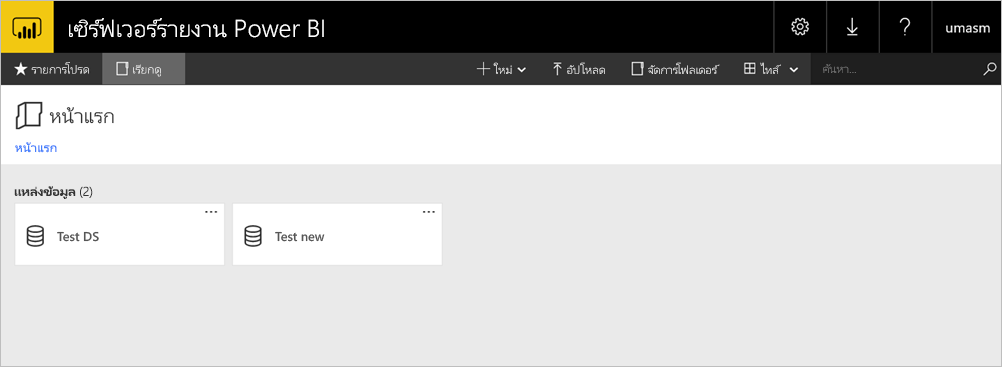 เซิร์ฟเวอร์รายงาน Power BI
? umasm
รายการโปรด เรียกดู ใหม่ อัปโหลด จัดการโฟลเดอร์ ไทล์ ค้นหา...
หน้าแรก
หน้าแรก
แหล่งข้อมูล (2)
Test DS Test new